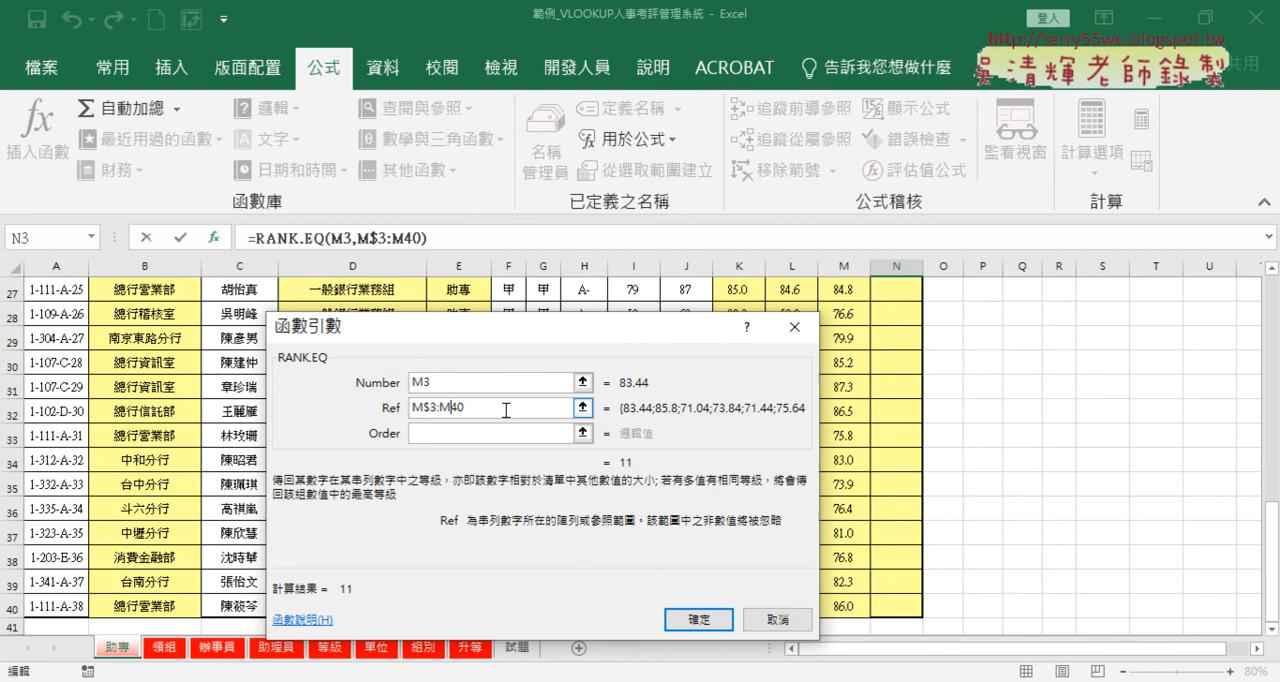 範例_VLOOKUP人事考評管理系統 - Excel
登入
http://terry55wu.blogspot.tw
吳清輝老師錄製
共用
檔案 常用 插入 版面配置 公式 資料 校閱 檢視 開發人員 說明 ACROBAT 告訴我您想做什麼
fx 插入函數
Σ 自動加總
最近用過的函數
財務
邏輯
文字
日期和時間
查閱與參照
數學與三角函數
其他函數
函數庫
名稱管理員
定義名稱
用於公式
從選取範圍建立
已定義之名稱
追蹤前導參照
追蹤從屬參照
移除箭號
顯示公式
錯誤檢查
評估值公式
公式稽核
監看視窗
計算選項
計算
N3 fx =RANK.EQ(M3,M$3:M40)
A B C D E F G H I J K L M N O P Q R S T U
27 1-111-A-25 總行營業部 胡怡真 一般銀行業務組 助專 甲 甲 A- 79 87 85.0 84.6 84.8
28 1-109-A-26 總行稽核室 吳明峰 76.6
29 1-304-A-27 南京東路分行 陳彥男 79.9
30 1-107-C-28 總行資訊室 陳建仲 85.2
31 1-107-C-29 總行資訊室 章珍瑞 87.3
32 1-102-D-30 總行信託部 王麗雁 86.5
33 1-111-A-31 總行營業部 林玫珊 75.8
34 1-312-A-32 中和分行 陳昭君 83.0
35 1-332-A-33 台中分行 陳珮琪 73.9
36 1-335-A-34 斗六分行 高祺嵐 76.4
37 1-323-A-35 中壢分行 陳欣慧 81.0
38 1-203-E-36 消費金融部 沈時華 76.8
39 1-341-A-37 台南分行 張怡文 82.3
40 1-111-A-38 總行營業部 陳筱芩 86.0
41
函數引數 ?
RANK.EQ
Number M3 = 83.44
Ref M$3:M40 = {83.44;85.8;71.04;73.84;71.44;75.64
Order = 邏輯值
= 11
傳回某數字在某串列數字中之等級，亦即該數字相對於清單中其他數值的大小; 若有多值有相同等級，將會傳
回該組數值中的最高等級
Ref 為串列數字所在的陣列或參照範圍。該範圍中之非數值將被忽略
計算結果 = 11
函數說明(H)
確定 取消
助專 領組 辦事員 助理員 等級 單位 組別 升等 試題
編輯
80%